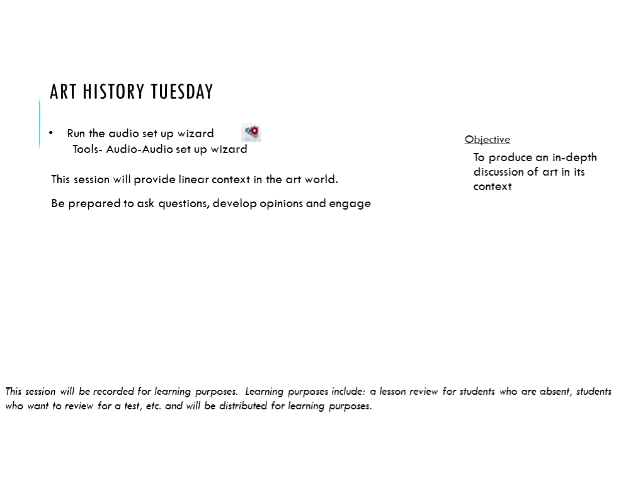 ART HISTORY TUESDAY
• Run the audio set up wizard
Tools- Audio-Audio set up wizard
This session will provide linear context in the art world.
Be prepared to ask questions, develop opinions and engage
Objective
To produce an in-depth
discussion of art in its
context
This session will be recorded for learning purposes.  Learning purposes include: a lesson review for students who are absent, students
who want to review for a test, etc. and will be distributed for learning purposes.